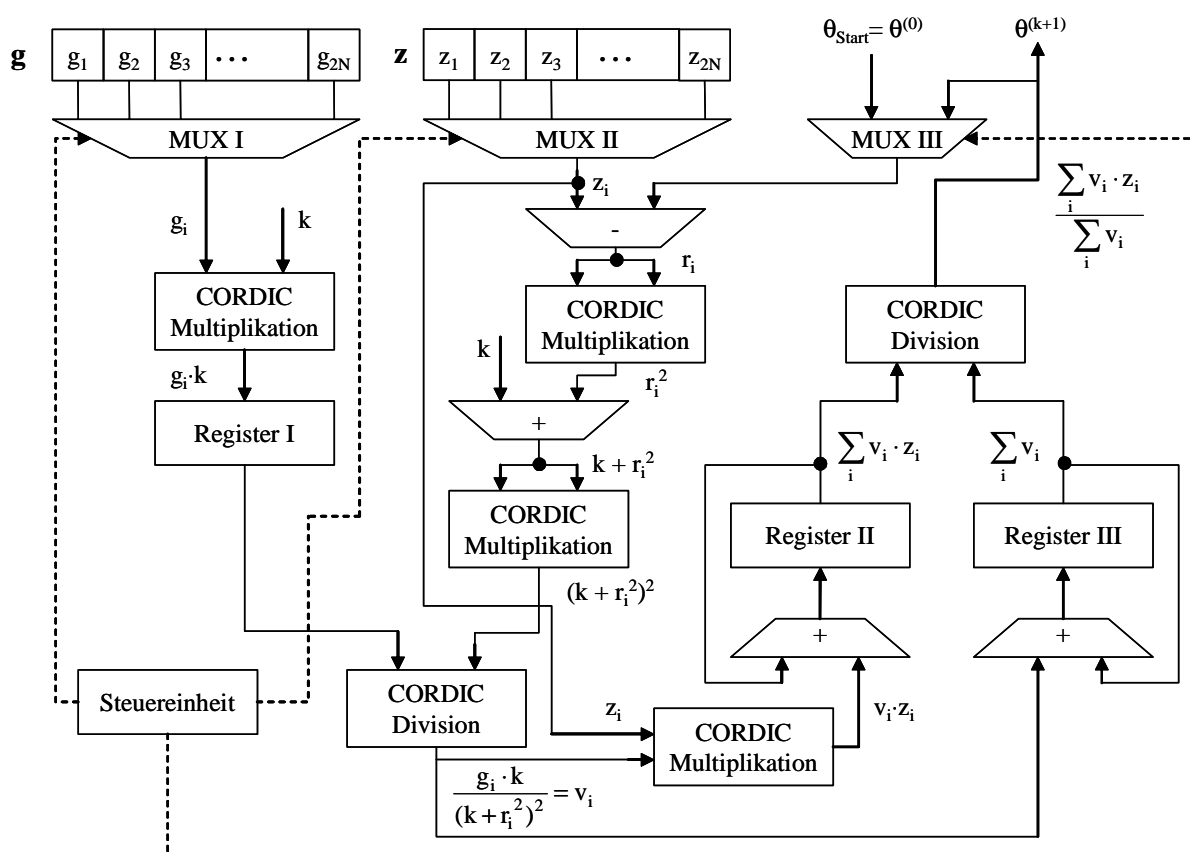 g g₁ g₂ g₃ ··· g₂N
z z₁ z₂ z₃ ··· z₂N
θStart = θ⁽⁰⁾
θ⁽ᵏ⁺¹⁾
MUX I
MUX II
MUX III
gᵢ
k
zᵢ
-
rᵢ
∑ᵢ vᵢ · zᵢ
∑ᵢ vᵢ
CORDIC
Multiplikation
CORDIC
Multiplikation
CORDIC
Division
gᵢ·k
k
rᵢ²
Register I
+
k + rᵢ²
∑ᵢ vᵢ · zᵢ
∑ᵢ vᵢ
CORDIC
Multiplikation
Register II
Register III
(k + rᵢ²)²
+
+
Steuereinheit
CORDIC
Division
zᵢ
CORDIC
Multiplikation
vᵢ·zᵢ
gᵢ · k
(k + rᵢ²)²
= vᵢ